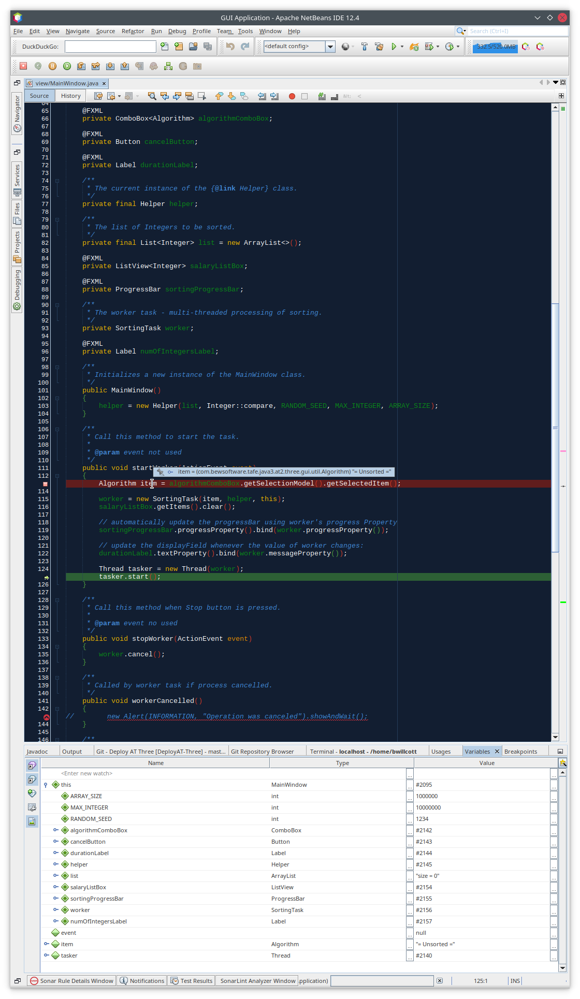 GUI Application - Apache NetBeans IDE 12.4
File Edit View Navigate Source Refactor Run Debug Profile Team Tools Window Help Search (Ctrl+I)
DuckDuckGo: <default config> 332.5/520.0MB
view/MainWindow.java
Source History
64
65 @FXML
66 private ComboBox<Algorithm> algorithmComboBox;
67
68 @FXML
69 private Button cancelButton;
70
71 @FXML
72 private Label durationLabel;
73
74 /**
75 * The current instance of the {@link Helper} class.
76 */
77 private final Helper helper;
78
79 /**
80 * The list of Integers to be sorted.
81 */
82 private final List<Integer> list = new ArrayList<>();
83
84 @FXML
85 private ListView<Integer> salaryListBox;
86
87 @FXML
88 private ProgressBar sortingProgressBar;
89
90 /**
91 * The worker task - multi-threaded processing of sorting.
92 */
93 private SortingTask worker;
94
95 @FXML
96 private Label numOfIntegersLabel;
97
98 /**
99 * Initializes a new instance of the MainWindow class.
100 */
101 public MainWindow()
102 {
103 helper = new Helper(list, Integer::compare, RANDOM_SEED, MAX_INTEGER, ARRAY_SIZE);
104 }
105
106 /**
107 * Call this method to start the task.
108 *
109 * @param event not used
110 */
111 public void startWorker(ActionEvent event)
item = (com.bewsoftware.tafe.java3.at2.three.gui.util.Algorithm) "= Unsorted ="
112 {
Algorithm item = algorithmComboBox.getSelectionModel().getSelectedItem();
114
115 worker = new SortingTask(item, helper, this);
116 salaryListBox.getItems().clear();
117
118 // automatically update the progressBar using worker's progress Property
119 sortingProgressBar.progressProperty().bind(worker.progressProperty());
120
121 // update the displayField whenever the value of worker changes:
122 durationLabel.textProperty().bind(worker.messageProperty());
123
124 Thread tasker = new Thread(worker);
tasker.start();
126 }
127
128 /**
129 * Call this method when Stop button is pressed.
130 *
131 * @param event no used
132 */
133 public void stopWorker(ActionEvent event)
134 {
135 worker.cancel();
136 }
137
138 /**
139 * Called by worker task if process cancelled.
140 */
141 public void workerCancelled()
142 {
// new Alert(INFORMATION, "Operation was canceled").showAndWait();
144 }
145
146 /**
Navigator
Services
Files
Projects
Debugging
Javadoc Output Git - Deploy AT Three [DeployAT-Three] - mast... Git Repository Browser Terminal - localhost - /home/bwillcott Usages Variables Breakpoints
Name Type Value
<Enter new watch>
this MainWindow #2095
ARRAY_SIZE int 1000000
MAX_INTEGER int 10000000
RANDOM_SEED int 1234
algorithmComboBox ComboBox #2142
cancelButton Button #2143
durationLabel Label #2144
helper Helper #2145
list ArrayList "size = 0"
salaryListBox ListView #2154
sortingProgressBar ProgressBar #2155
worker SortingTask #2156
numOfIntegersLabel Label #2157
event null
item Algorithm "= Unsorted ="
tasker Thread #2140
Sonar Rule Details Window Notifications Test Results SonarLint Analyzer Window pplication) 125:1 INS